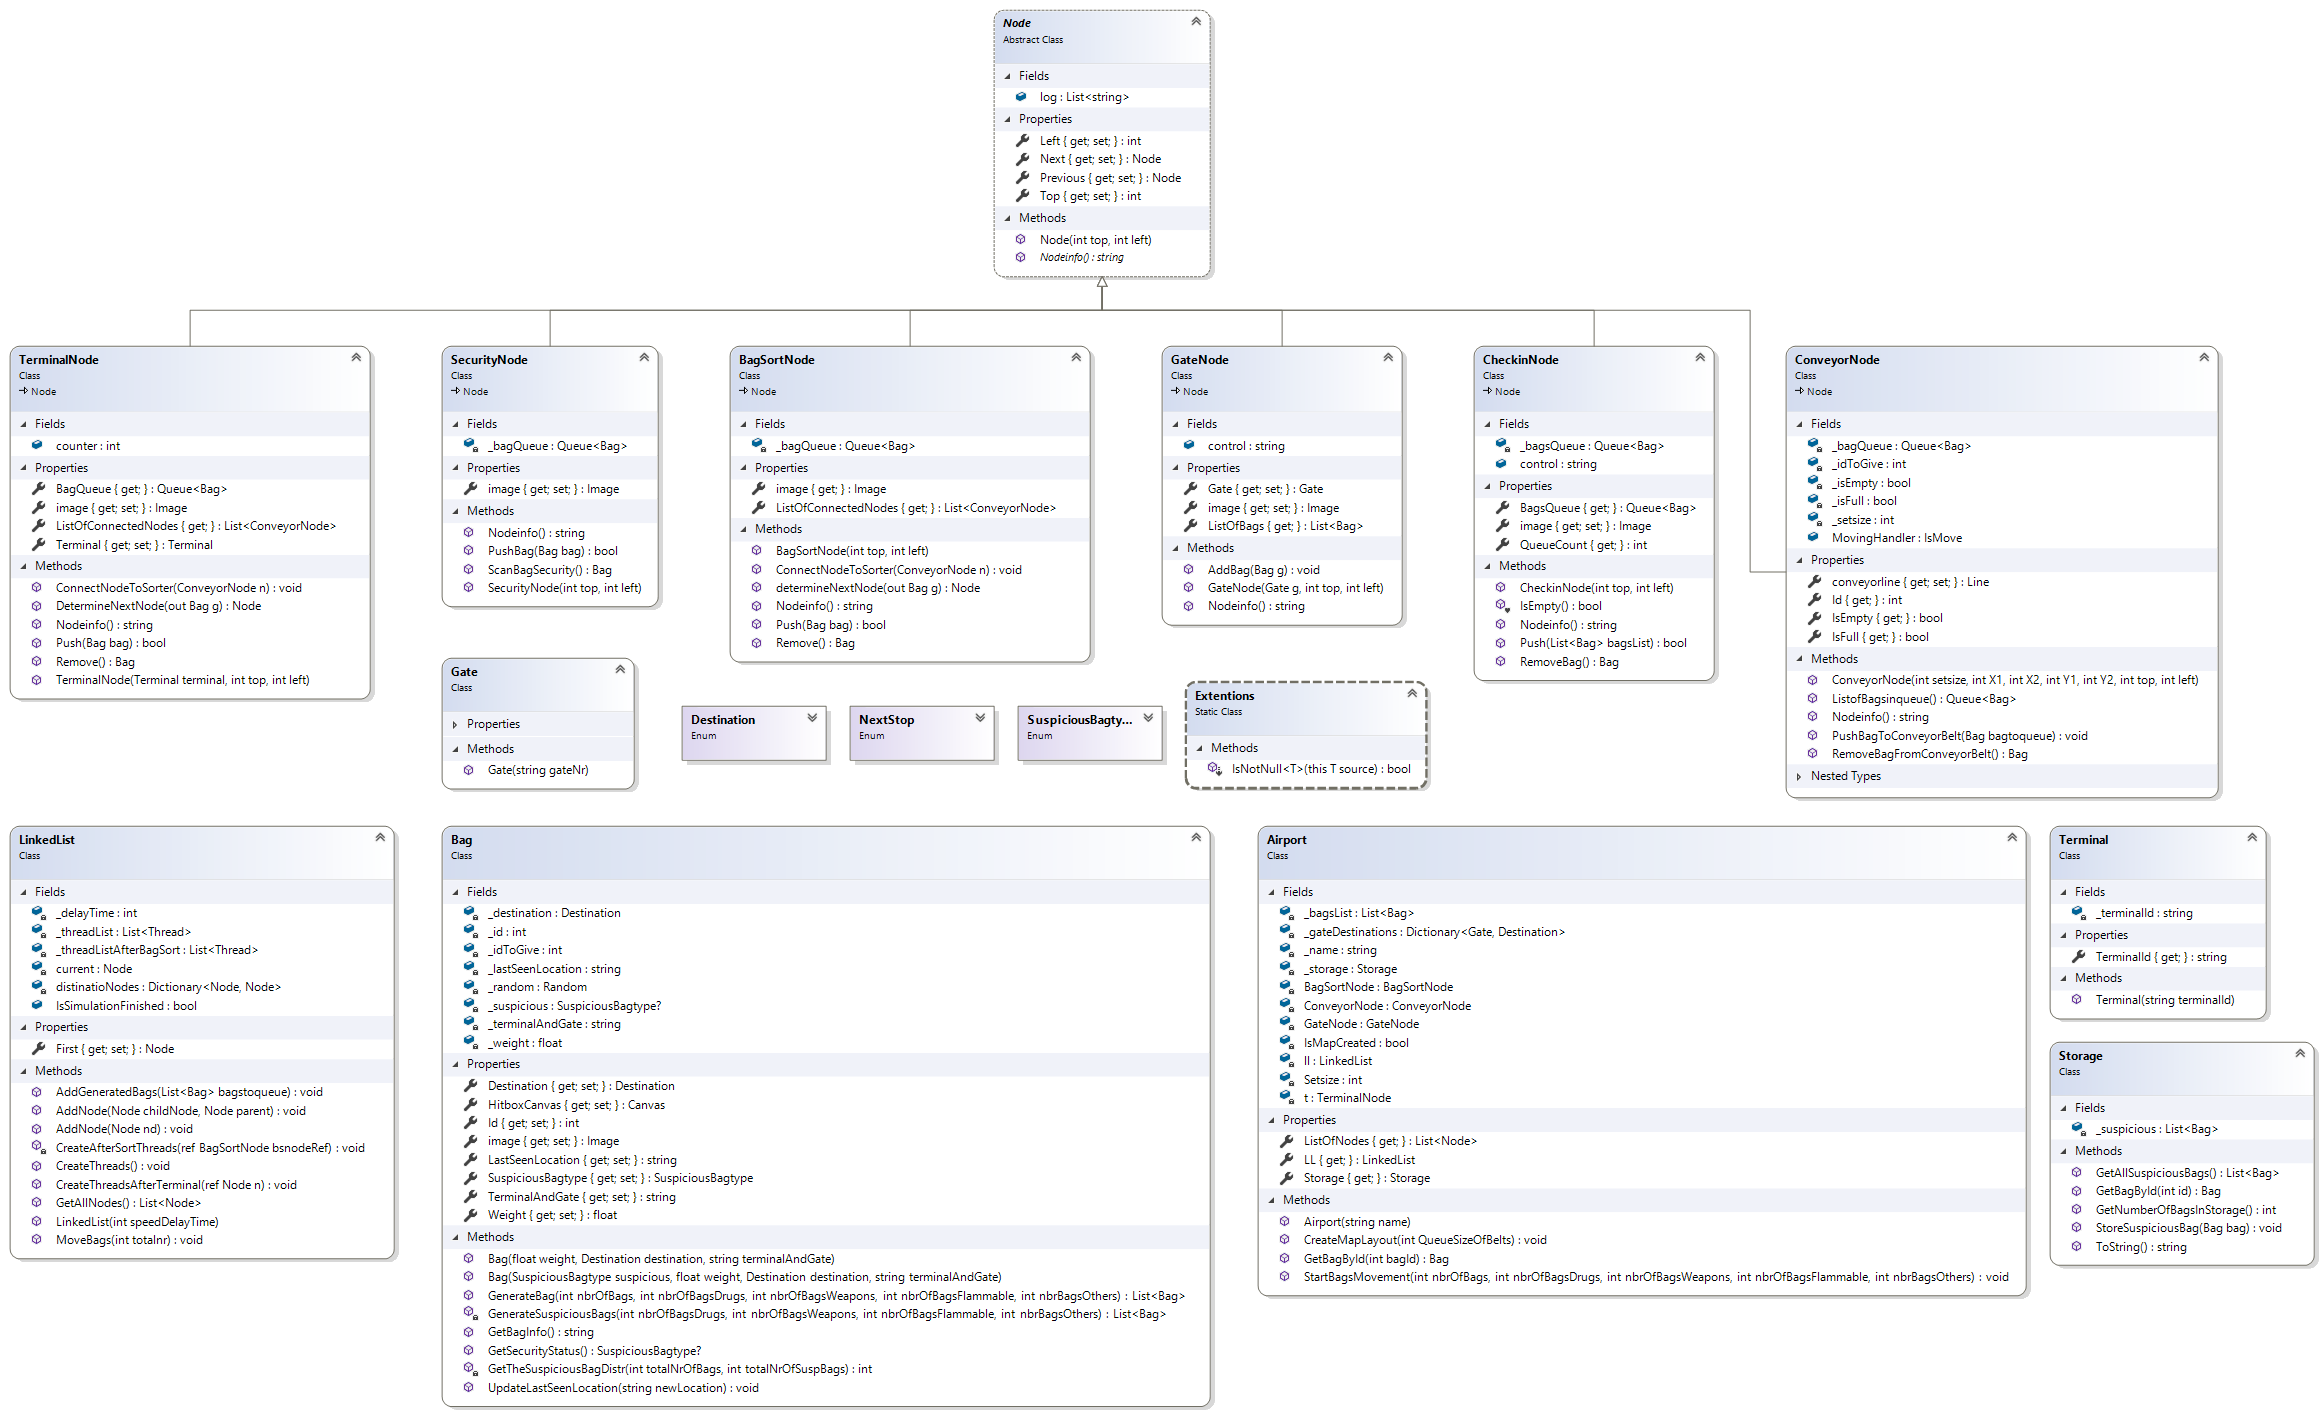 Node
Abstract Class
Fields
log : List<string>
Properties
Left { get; set; } : int
Next { get; set; } : Node
Previous { get; set; } : Node
Top { get; set; } : int
Methods
Node(int top, int left)
Nodeinfo() : string
TerminalNode
Class
Node
Fields
counter : int
Properties
BagQueue { get; } : Queue<Bag>
image { get; set; } : Image
ListOfConnectedNodes { get; } : List<ConveyorNode>
Terminal { get; set; } : Terminal
Methods
ConnectNodeToSorter(ConveyorNode n) : void
DetermineNextNode(out Bag g) : Node
Nodeinfo() : string
Push(Bag bag) : bool
Remove() : Bag
TerminalNode(Terminal terminal, int top, int left)
SecurityNode
Class
Node
Fields
_bagQueue : Queue<Bag>
Properties
image { get; set; } : Image
Methods
Nodeinfo() : string
PushBag(Bag bag) : bool
ScanBagSecurity() : Bag
SecurityNode(int top, int left)
BagSortNode
Class
Node
Fields
_bagQueue : Queue<Bag>
Properties
image { get; } : Image
ListOfConnectedNodes { get; } : List<ConveyorNode>
Methods
BagSortNode(int top, int left)
ConnectNodeToSorter(ConveyorNode n) : void
determineNextNode(out Bag g) : Node
Nodeinfo() : string
Push(Bag bag) : bool
Remove() : Bag
GateNode
Class
Node
Fields
control : string
Properties
Gate { get; set; } : Gate
image { get; set; } : Image
ListOfBags { get; } : List<Bag>
Methods
AddBag(Bag g) : void
GateNode(Gate g, int top, int left)
Nodeinfo() : string
CheckinNode
Class
Node
Fields
_bagsQueue : Queue<Bag>
control : string
Properties
BagsQueue { get; } : Queue<Bag>
image { get; set; } : Image
QueueCount { get; } : int
Methods
CheckinNode(int top, int left)
IsEmpty() : bool
Nodeinfo() : string
Push(List<Bag> bagsList) : bool
RemoveBag() : Bag
ConveyorNode
Class
Node
Fields
_bagQueue : Queue<Bag>
_idToGive : int
_isEmpty : bool
_isFull : bool
_setsize : int
MovingHandler : IsMove
Properties
conveyorline { get; set; } : Line
Id { get; } : int
IsEmpty { get; } : bool
IsFull { get; } : bool
Methods
ConveyorNode(int setsize, int X1, int X2, int Y1, int Y2, int top, int left)
ListofBagsinqueue() : Queue<Bag>
Nodeinfo() : string
PushBagToConveyorBelt(Bag bagtoqueue) : void
RemoveBagFromConveyorBelt() : Bag
Nested Types
Gate
Class
Properties
Methods
Gate(string gateNr)
Destination
Enum
NextStop
Enum
SuspiciousBagty...
Enum
Extentions
Static Class
Methods
IsNotNull<T>(this T source) : bool
LinkedList
Class
Fields
_delayTime : int
_threadList : List<Thread>
_threadListAfterBagSort : List<Thread>
current : Node
distinatioNodes : Dictionary<Node, Node>
IsSimulationFinished : bool
Properties
First { get; set; } : Node
Methods
AddGeneratedBags(List<Bag> bagstoqueue) : void
AddNode(Node childNode, Node parent) : void
AddNode(Node nd) : void
CreateAfterSortThreads(ref BagSortNode bsnodeRef) : void
CreateThreads() : void
CreateThreadsAfterTerminal(ref Node n) : void
GetAllNodes() : List<Node>
LinkedList(int speedDelayTime)
MoveBags(int totalnr) : void
Bag
Class
Fields
_destination : Destination
_id : int
_idToGive : int
_lastSeenLocation : string
_random : Random
_suspicious : SuspiciousBagtype?
_terminalAndGate : string
_weight : float
Properties
Destination { get; set; } : Destination
HitboxCanvas { get; set; } : Canvas
Id { get; set; } : int
image { get; set; } : Image
LastSeenLocation { get; set; } : string
SuspiciousBagtype { get; set; } : SuspiciousBagtype
TerminalAndGate { get; set; } : string
Weight { get; set; } : float
Methods
Bag(float weight, Destination destination, string terminalAndGate)
Bag(SuspiciousBagtype suspicious, float weight, Destination destination, string terminalAndGate)
GenerateBag(int nbrOfBags, int nbrOfBagsDrugs, int nbrOfBagsWeapons, int nbrOfBagsFlammable, int nbrBagsOthers) : List<Bag>
GenerateSuspiciousBags(int nbrOfBagsDrugs, int nbrOfBagsWeapons, int nbrOfBagsFlammable, int nbrBagsOthers) : List<Bag>
GetBagInfo() : string
GetSecurityStatus() : SuspiciousBagtype?
GetTheSuspiciousBagDistr(int totalNrOfBags, int totalNrOfSuspBags) : int
UpdateLastSeenLocation(string newLocation) : void
Airport
Class
Fields
_bagsList : List<Bag>
_gateDestinations : Dictionary<Gate, Destination>
_name : string
_storage : Storage
BagSortNode : BagSortNode
ConveyorNode : ConveyorNode
GateNode : GateNode
IsMapCreated : bool
ll : LinkedList
Setsize : int
t : TerminalNode
Properties
ListOfNodes { get; } : List<Node>
LL { get; } : LinkedList
Storage { get; } : Storage
Methods
Airport(string name)
CreateMapLayout(int QueueSizeOfBelts) : void
GetBagById(int bagId) : Bag
StartBagsMovement(int nbrOfBags, int nbrOfBagsDrugs, int nbrOfBagsWeapons, int nbrOfBagsFlammable, int nbrBagsOthers) : void
Terminal
Class
Fields
_terminalId : string
Properties
TerminalId { get; } : string
Methods
Terminal(string terminalId)
Storage
Class
Fields
_suspicious : List<Bag>
Methods
GetAllSuspiciousBags() : List<Bag>
GetBagById(int id) : Bag
GetNumberOfBagsInStorage() : int
StoreSuspiciousBag(Bag bag) : void
ToString() : string